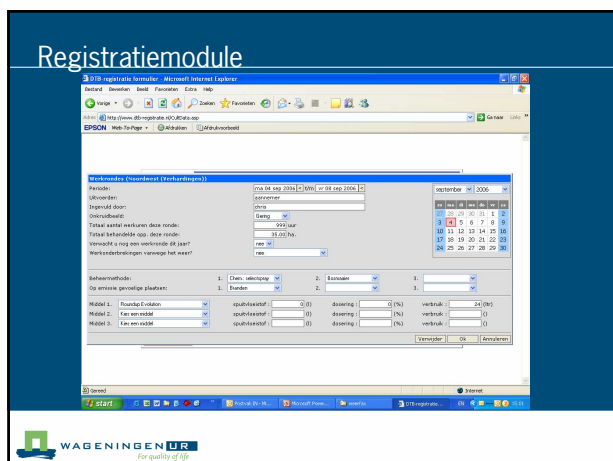 Registratiemodule
DTB-registratie formulier - Microsoft Internet Explorer
Bestand Bewerken Beeld Favorieten Extra Help
Vorige Zoeken Favorieten
Adres http://www.dtb-registratie.nl/CultData.asp Ga naar
EPSON Web-To-Page Afdrukken Afdrukvoorbeeld
Werkrondes (Noordwest (Verhardingen))
Periode: ma 04 sep 2006 < t/m vr 08 sep 2006 <
september 2006
Uitvoerder: aannemer
Ingevuld door: chris
Onkruidbeeld: Gering
Totaal aantal werkuren deze ronde: 999 uur
Totaal behandelde opp. deze ronde: 35.00 ha.
Verwacht u nog een werkronde dit jaar? nee
Werkonderbrekingen vanwege het weer? nee
zo ma di wo do vr za
27 28 29 30 31 1 2
3 4 5 6 7 8 9
10 11 12 13 14 15 16
17 18 19 20 21 22 23
24 25 26 27 28 29 30
Beheermethode: 1. Chem.: selectspray 2. Bosmaaier 3.
Op emissie gevoelige plaatsen: 1. Branden 2. 3.
Middel 1. Roundup Evolution spuitvloeistof : 0 (l) dosering : 0 (%) verbruik : 24 (ltr)
Middel 2. Kies een middel spuitvloeistof : (l) dosering : (%) verbruik : ()
Middel 3. Kies een middel spuitvloeistof : (l) dosering : (%) verbruik : ()
Verwijder Ok Annuleren
Gereed Internet
start Postvak IN - Mi... Microsoft Power... DTB-registratie... EN 15:01
WAGENINGEN UR
For quality of life